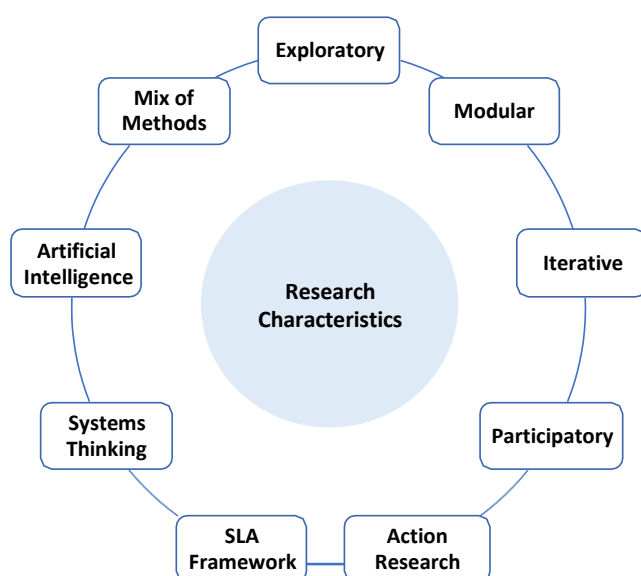 Exploratory
Modular
Iterative
Participatory
Action
Research
SLA
Framework
Systems
Thinking
Artificial
Intelligence
Mix of
Methods
Research
Characteristics